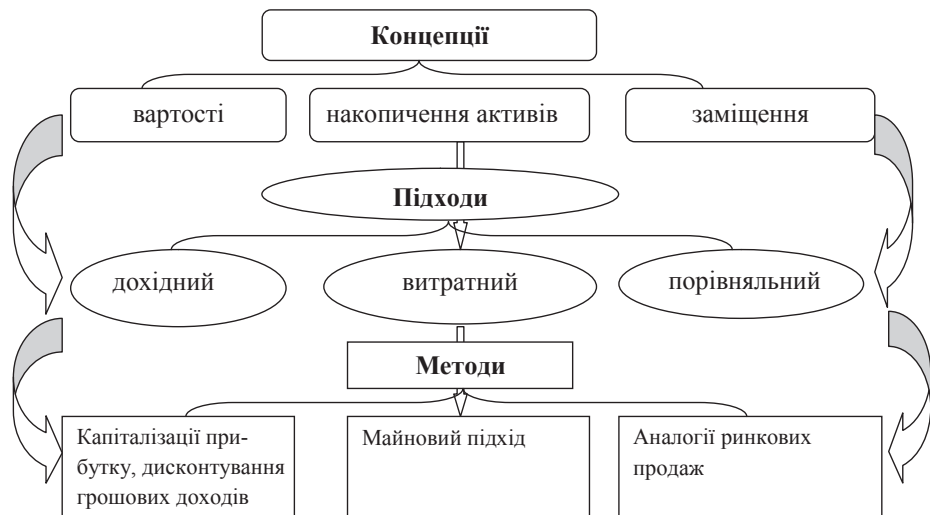 Концепції
вартості
накопичення активів
заміщення
Підходи
дохідний
витратний
порівняльний
Методи
Капіталізації при-
бутку, дисконтування
грошових доходів
Майновий підхід
Аналогії ринкових
продаж